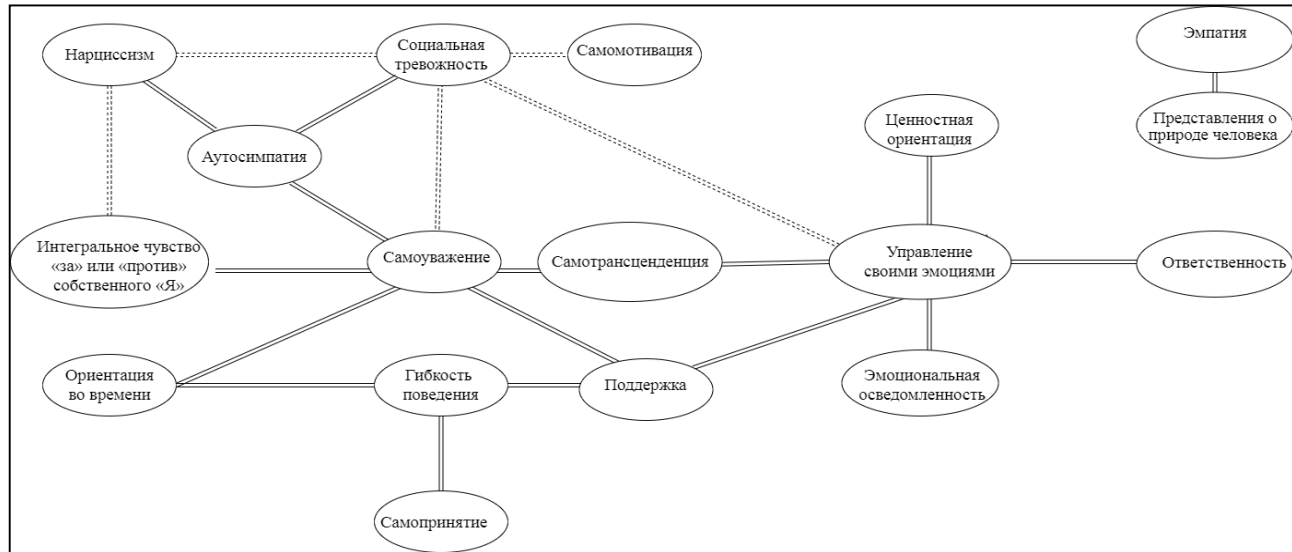 Нарциссизм
Социальная
тревожность
Самомотивация
Эмпатия
Ценностная
ориентация
Представления о
природе человека
Аутосимпатия
Интегральное чувство
«за» или «против»
собственного «Я»
Самоуважение
Самотрансценденция
Управление
своими эмоциями
Ответственность
Ориентация
во времени
Гибкость
поведения
Поддержка
Эмоциональная
осведомленность
Самопринятие